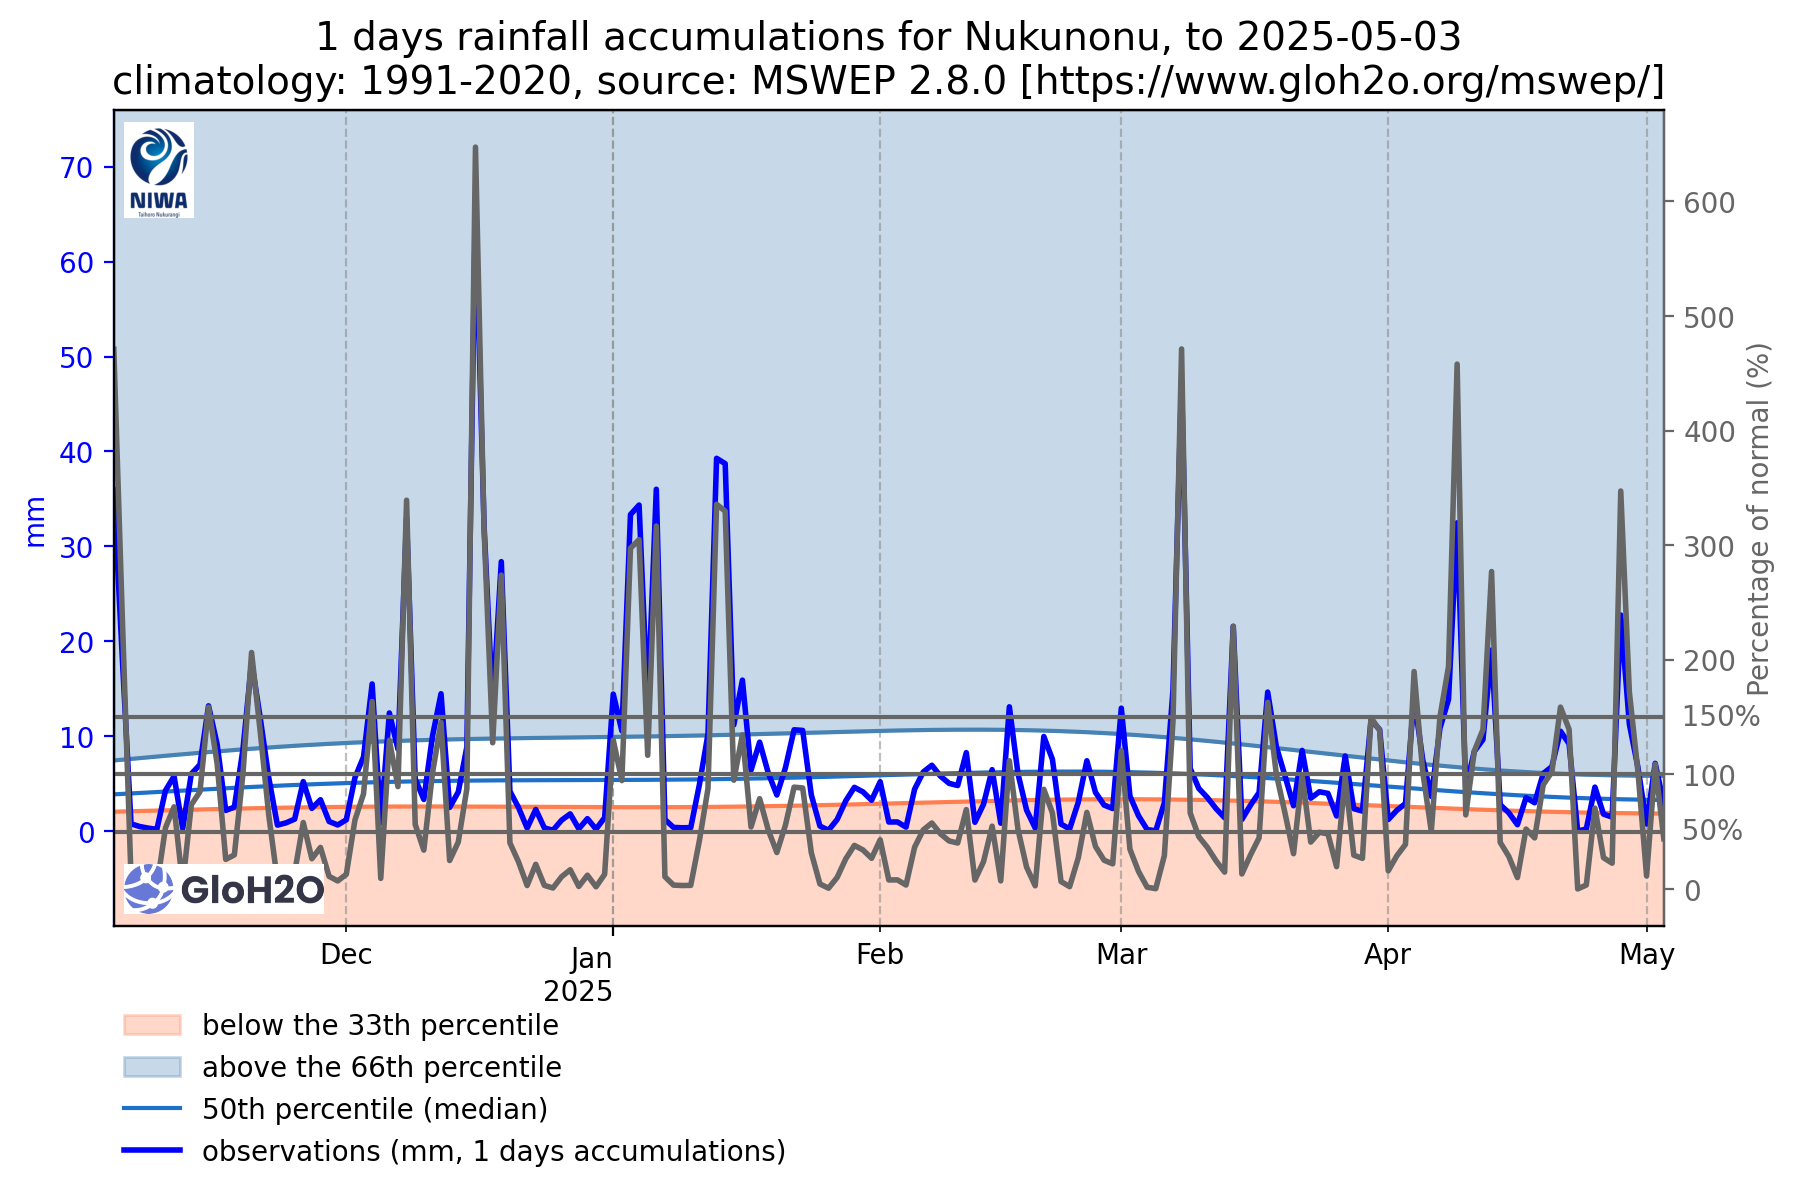 1 days rainfall accumulations for Nukunonu, to 2025-05-03
climatology: 1991-2020, source: MSWEP 2.8.0 [https://www.gloh2o.org/mswep/]
NIWA
Taihoro Nukurangi
70
60
50
40
30
20
10
0
mm
600
500
400
300
200
150%
100
50%
0
Percentage of normal (%)
GloH2O
Dec
Jan
2025
Feb
Mar
Apr
May
below the 33th percentile
above the 66th percentile
50th percentile (median)
observations (mm, 1 days accumulations)